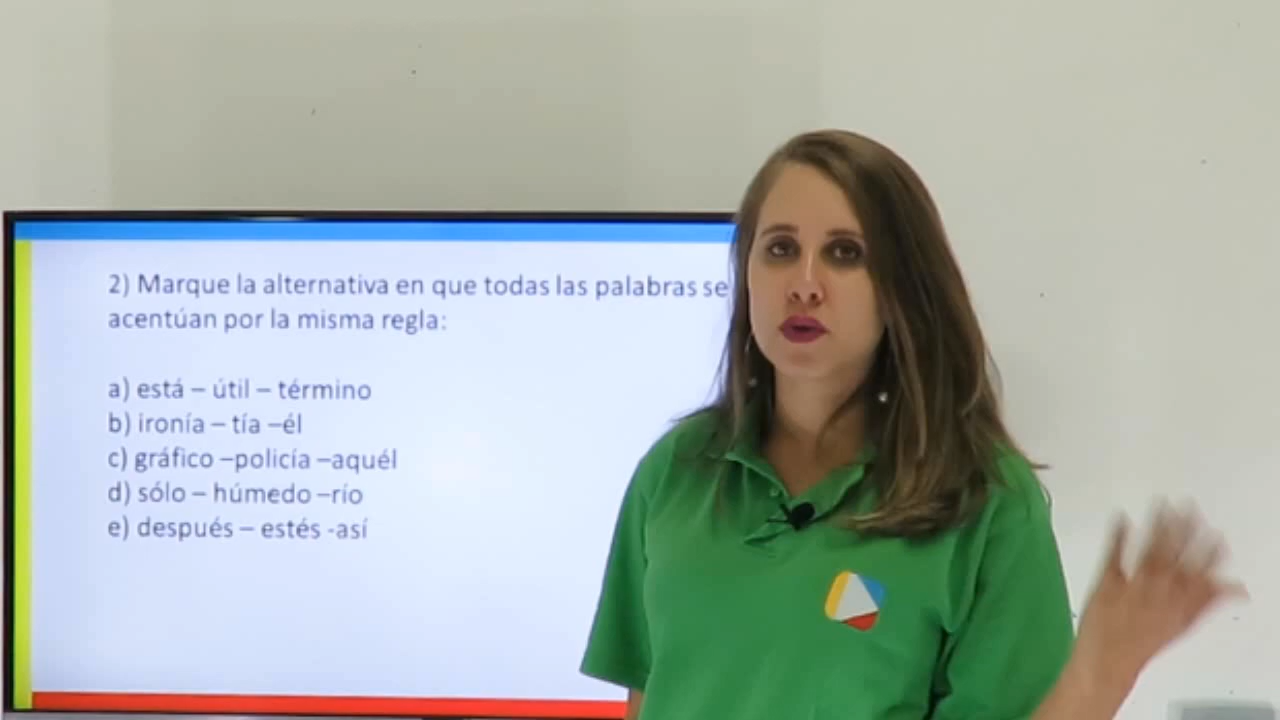 2) Marque la alternativa en que todas las palabras se
acentúan por la misma regla:
a) está – útil – término
b) ironía – tía –él
c) gráfico –policía –aquél
d) sólo – húmedo –río
e) después – estés -así